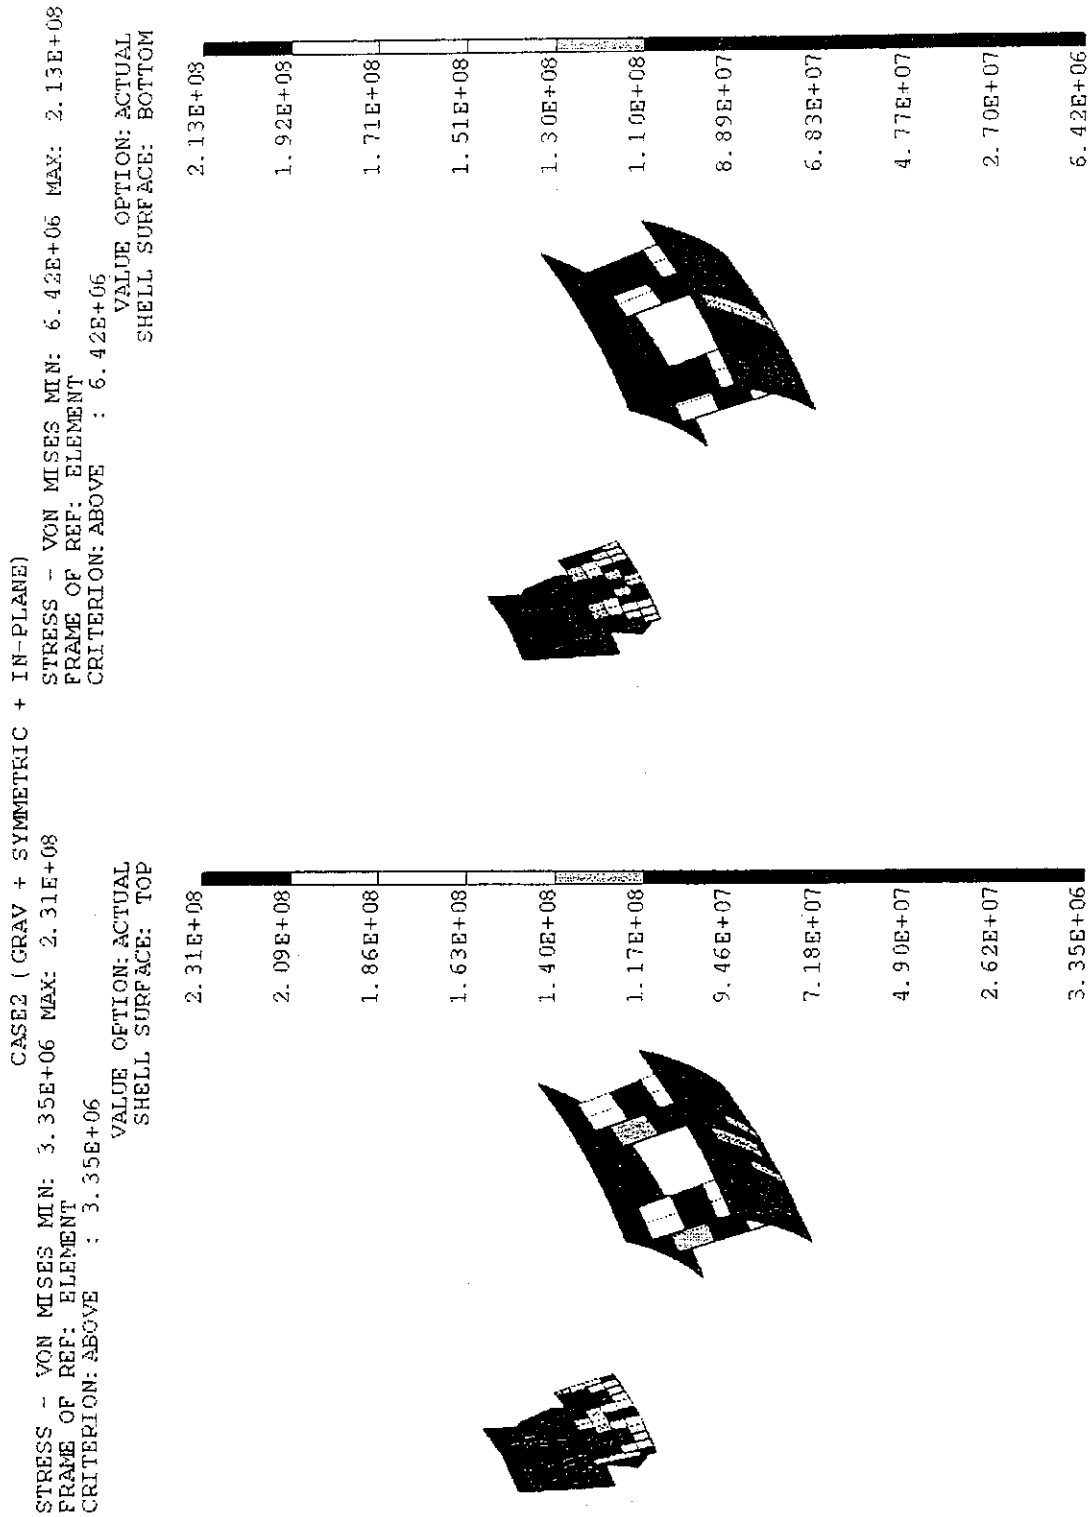 CASE2 (GRAV + SYMMETRIC + IN-PLANE)
STRESS - VON MISES MIN: 3.35E+06 MAX: 2.31E+08
FRAME OF REF: ELEMENT
CRITERION: ABOVE : 3.35E+06
VALUE OPTION: ACTUAL
SHELL SURFACE: TOP
2.31E+08
2.09E+08
1.86E+08
1.63E+08
1.40E+08
1.17E+08
9.46E+07
7.18E+07
4.90E+07
2.62E+07
3.35E+06
STRESS - VON MISES MIN: 6.42E+06 MAX: 2.13E+08
FRAME OF REF: ELEMENT
CRITERION: ABOVE : 6.42E+06
VALUE OPTION: ACTUAL
SHELL SURFACE: BOTTOM
2.13E+08
1.92E+08
1.71E+08
1.51E+08
1.30E+08
1.10E+08
8.89E+07
6.83E+07
4.77E+07
2.70E+07
6.42E+06